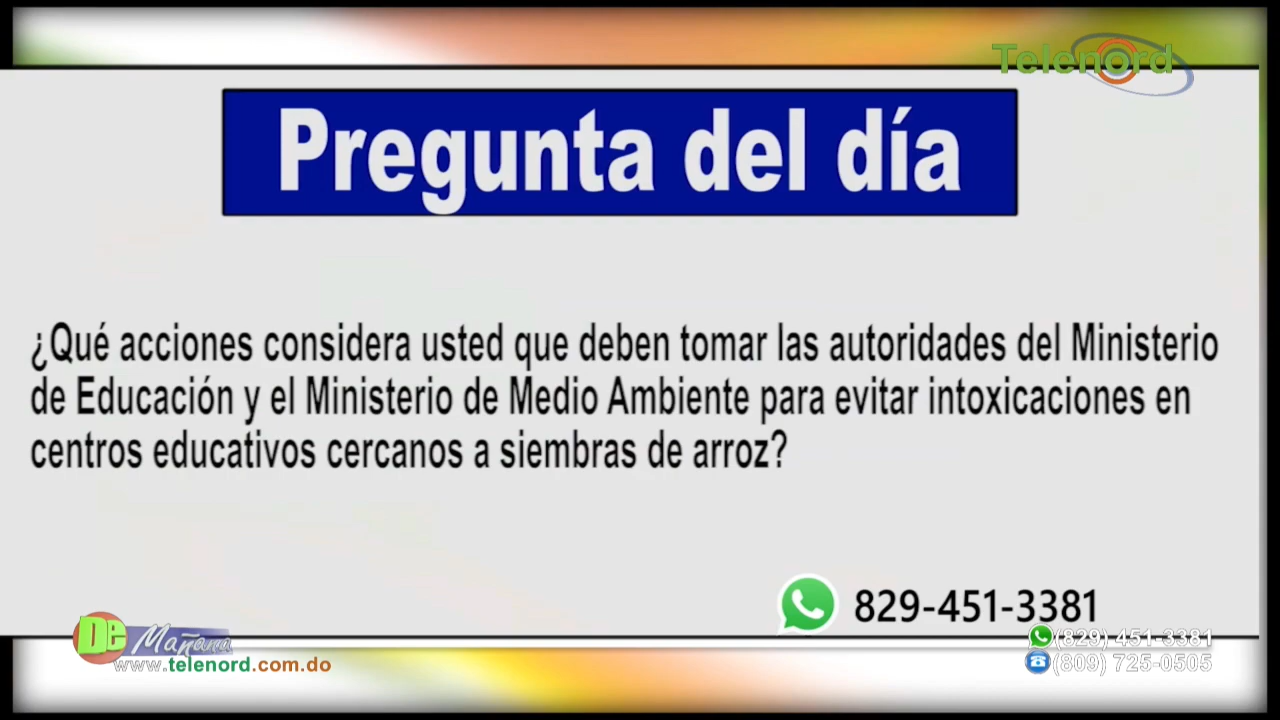 Telenord
Pregunta del día
¿Qué acciones considera usted que deben tomar las autoridades del Ministerio
de Educación y el Ministerio de Medio Ambiente para evitar intoxicaciones en
centros educativos cercanos a siembras de arroz?
829-451-3381
De Mañana
www.telenord.com.do
(829) 451-3381
(809) 725-0505